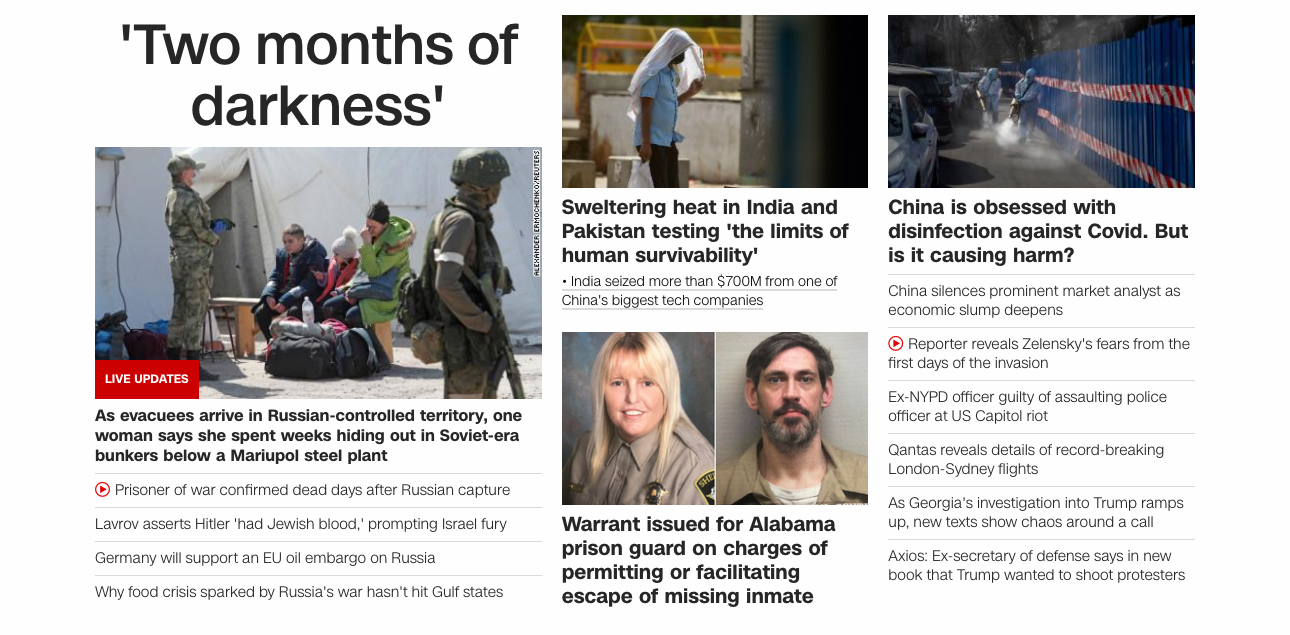 'Two months of
darkness'
ALEXANDER ERMOCHENKO/REUTERS
LIVE UPDATES
As evacuees arrive in Russian-controlled territory, one
woman says she spent weeks hiding out in Soviet-era
bunkers below a Mariupol steel plant
Prisoner of war confirmed dead days after Russian capture
Lavrov asserts Hitler 'had Jewish blood,' prompting Israel fury
Germany will support an EU oil embargo on Russia
Why food crisis sparked by Russia's war hasn't hit Gulf states
Sweltering heat in India and
Pakistan testing 'the limits of
human survivability'
• India seized more than $700M from one of
China's biggest tech companies
Warrant issued for Alabama
prison guard on charges of
permitting or facilitating
escape of missing inmate
China is obsessed with
disinfection against Covid. But
is it causing harm?
China silences prominent market analyst as
economic slump deepens
Reporter reveals Zelensky's fears from the
first days of the invasion
Ex-NYPD officer guilty of assaulting police
officer at US Capitol riot
Qantas reveals details of record-breaking
London-Sydney flights
As Georgia's investigation into Trump ramps
up, new texts show chaos around a call
Axios: Ex-secretary of defense says in new
book that Trump wanted to shoot protesters